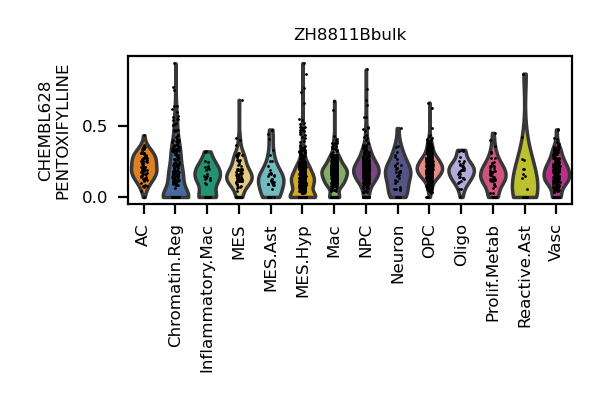 ZH8811Bbulk
CHEMBL628
PENTOXIFYLLINE
0.5
0.0
AC
Chromatin.Reg
Inflammatory.Mac
MES
MES.Ast
MES.Hyp
Mac
NPC
Neuron
OPC
Oligo
Prolif.Metab
Reactive.Ast
Vasc